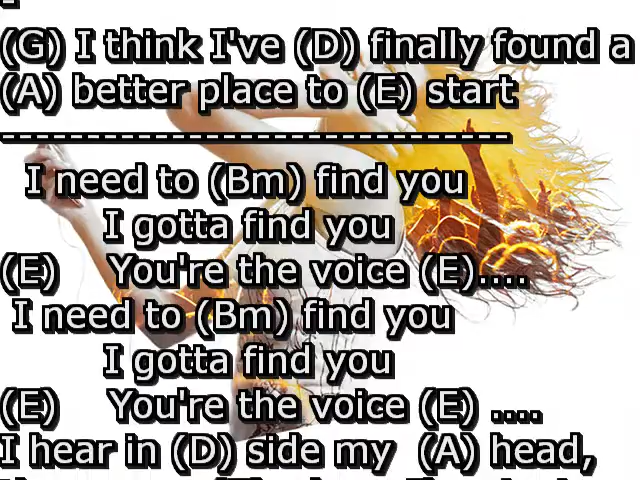 (G) I think I've (D) finally found a
(A) better place to (E) start
-------------------------------
I need to (Bm) find you
I gotta find you
(E) You're the voice (E)....
I need to (Bm) find you
I gotta find you
(E) You're the voice (E) ....
I hear in (D) side my (A) head,